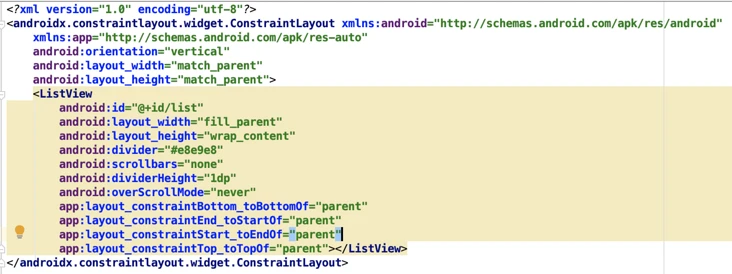 <?xml version="1.0" encoding="utf-8"?>
<androidx.constraintlayout.widget.ConstraintLayout xmlns:android="http://schemas.android.com/apk/res/android"
    xmlns:app="http://schemas.android.com/apk/res-auto"
    android:orientation="vertical"
    android:layout_width="match_parent"
    android:layout_height="match_parent">
    <ListView
        android:id="@+id/list"
        android:layout_width="fill_parent"
        android:layout_height="wrap_content"
        android:divider="#e8e9e8"
        android:scrollbars="none"
        android:dividerHeight="1dp"
        android:overScrollMode="never"
        app:layout_constraintBottom_toBottomOf="parent"
        app:layout_constraintEnd_toStartOf="parent"
        app:layout_constraintStart_toEndOf="parent"
        app:layout_constraintTop_toTopOf="parent"></ListView>
</androidx.constraintlayout.widget.ConstraintLayout>